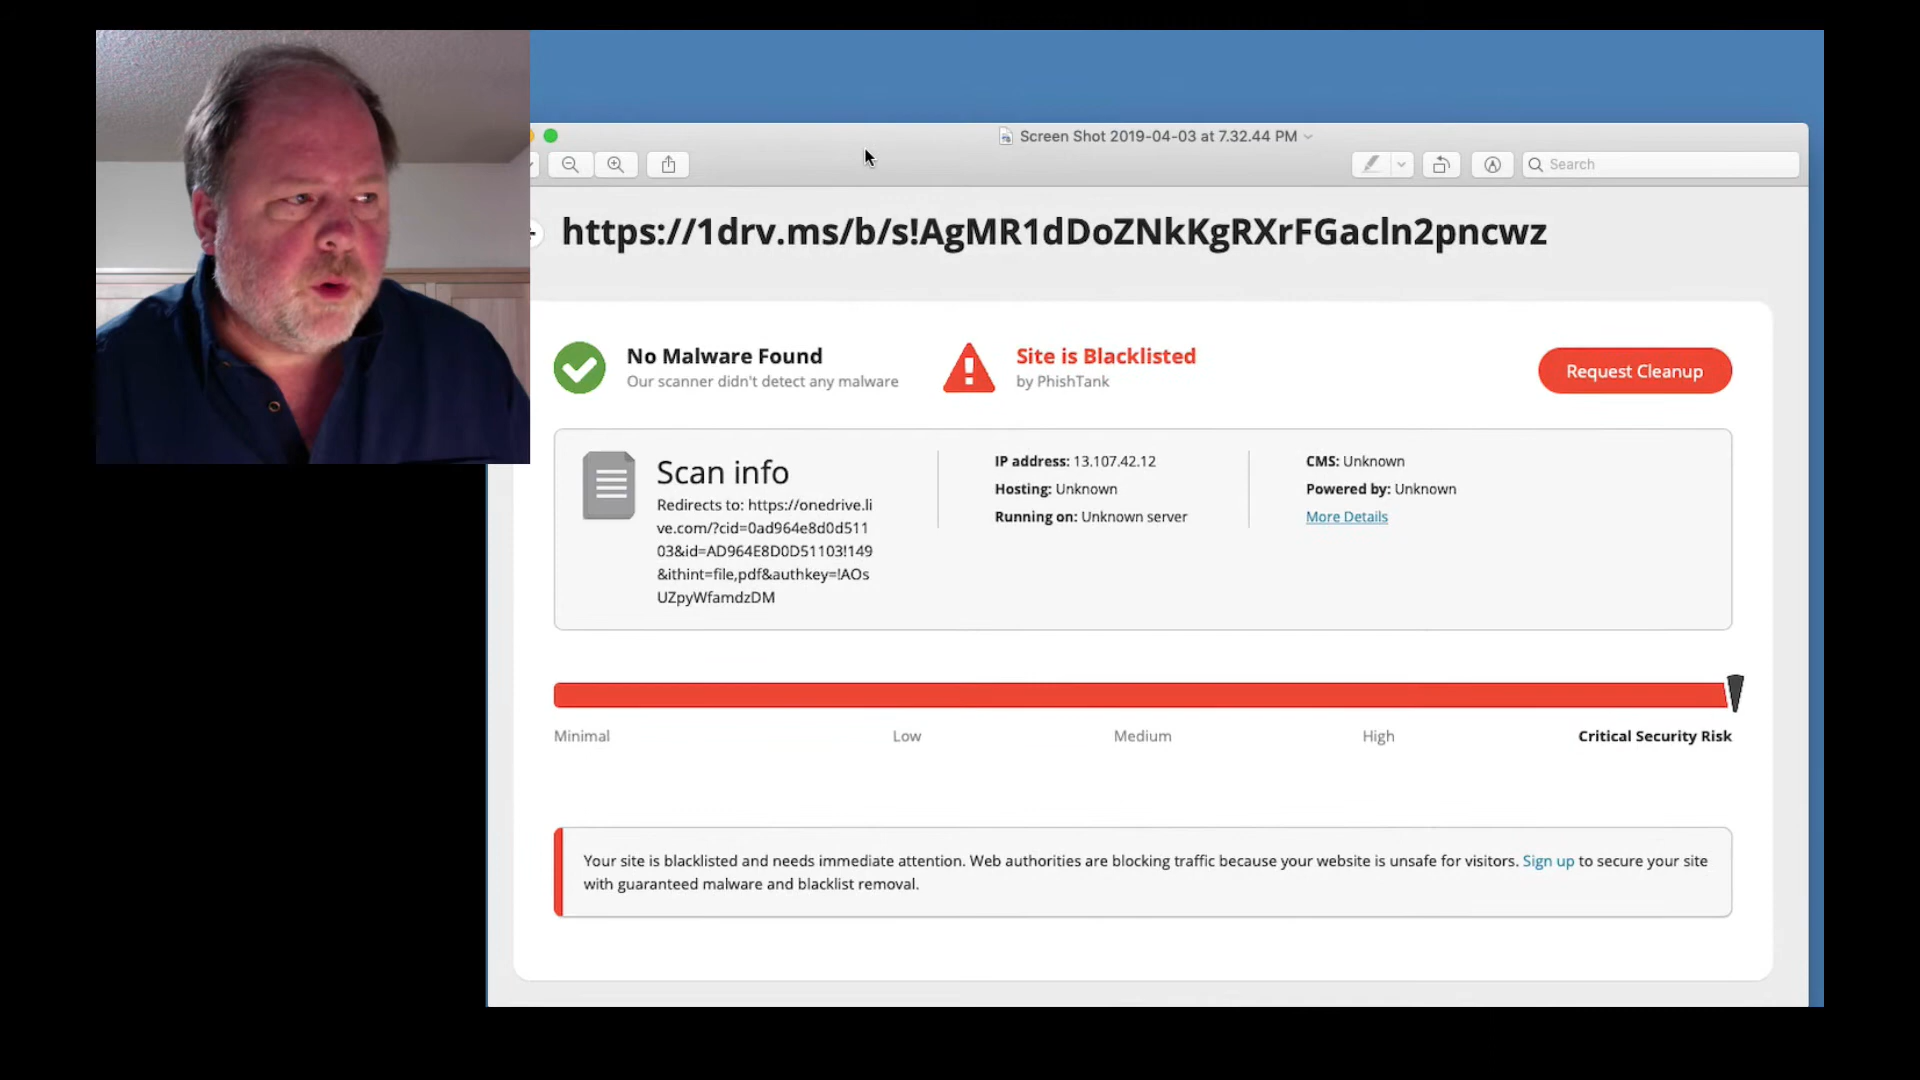 Screen Shot 2019-04-03 at 7.32.44 PM
Search
https://1drv.ms/b/s!AgMR1dDoZNkKgRXrFGacln2pncwz
No Malware Found
Our scanner didn't detect any malware
Site is Blacklisted
by PhishTank
Request Cleanup
Scan info
Redirects to: https://onedrive.li
ve.com/?cid=0ad964e8d0d511
03&id=AD964E8D0D51103!149
&ithint=file,pdf&authkey=!AOs
UZpyWfamdzDM
IP address: 13.107.42.12
Hosting: Unknown
Running on: Unknown server
CMS: Unknown
Powered by: Unknown
More Details
Minimal
Low
Medium
High
Critical Security Risk
Your site is blacklisted and needs immediate attention. Web authorities are blocking traffic because your website is unsafe for visitors. Sign up to secure your site
with guaranteed malware and blacklist removal.